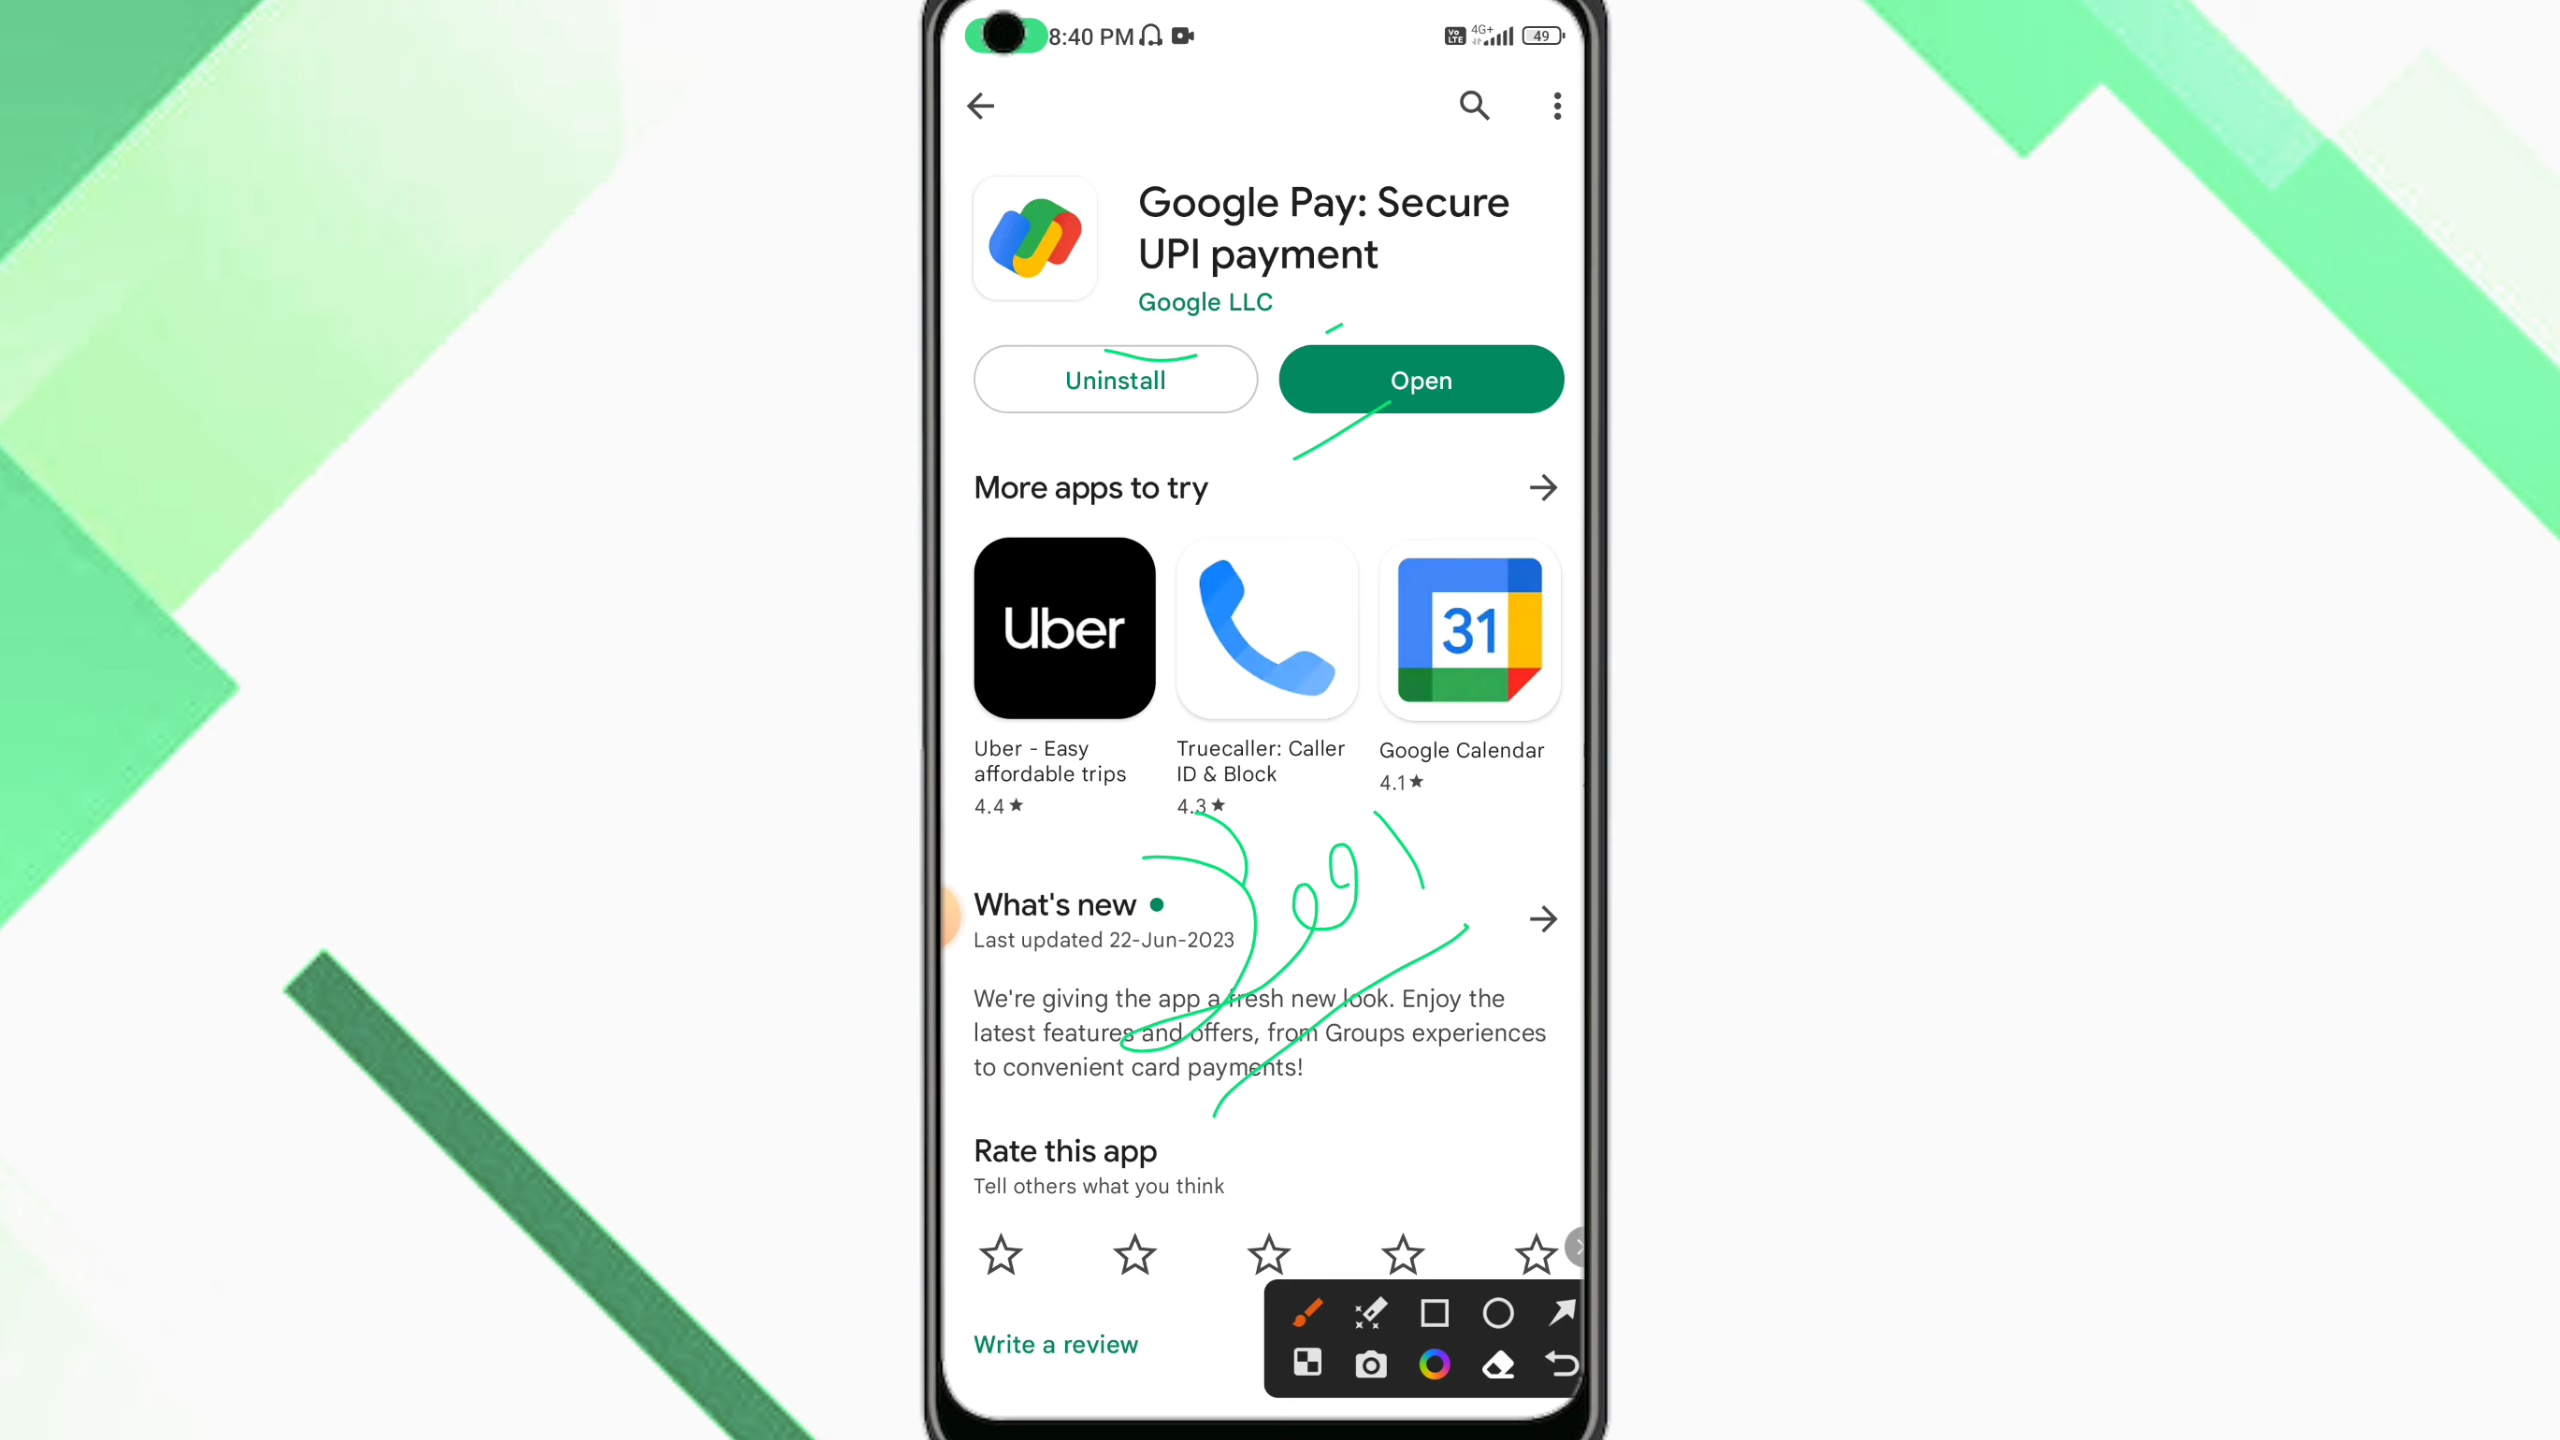 8:40 PM
Vo LTE 4G+ 49
Google Pay: Secure
UPI payment
Google LLC
Uninstall
Open
More apps to try
Uber
31
Uber - Easy
affordable trips
4.4★
Truecaller: Caller
ID & Block
4.3★
Google Calendar
4.1★
What's new
Last updated 22-Jun-2023
We're giving the app a fresh new look. Enjoy the
latest features and offers, from Groups experiences
to convenient card payments!
Rate this app
Tell others what you think
Write a review